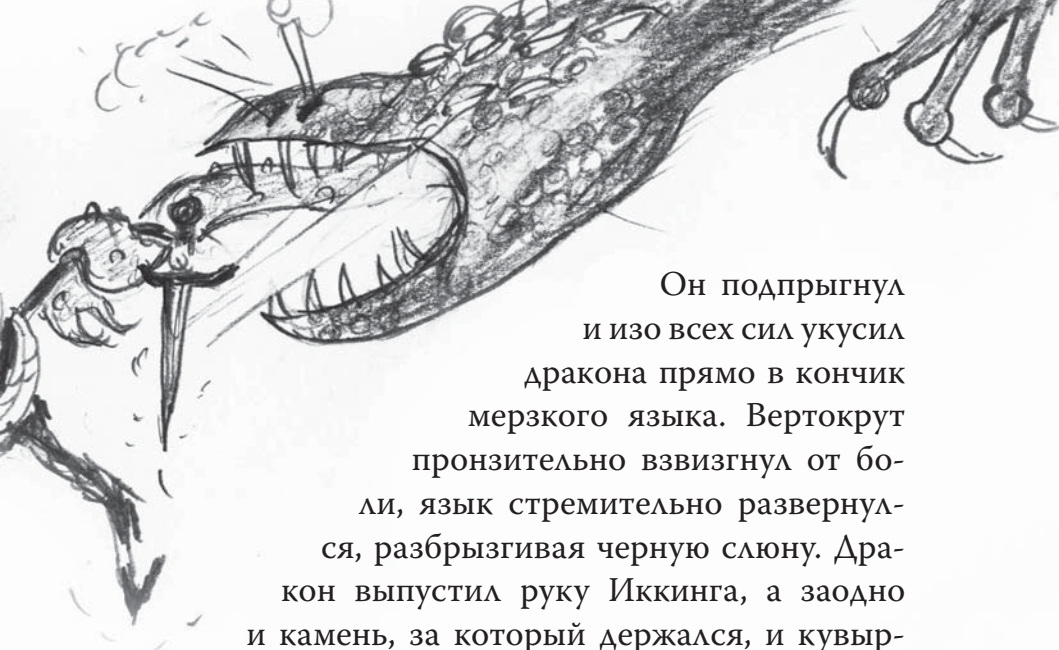 Он подпрыгнул
и изо всех сил укусил
дракона прямо в кончик
мерзкого языка. Вертокрут
пронзительно взвизгнул от бо-
ли, язык стремительно развернул-
ся, разбрызгивая черную слюну. Дра-
кон выпустил руку Иккинга, а заодно
и камень, за который держался, и кувыр-